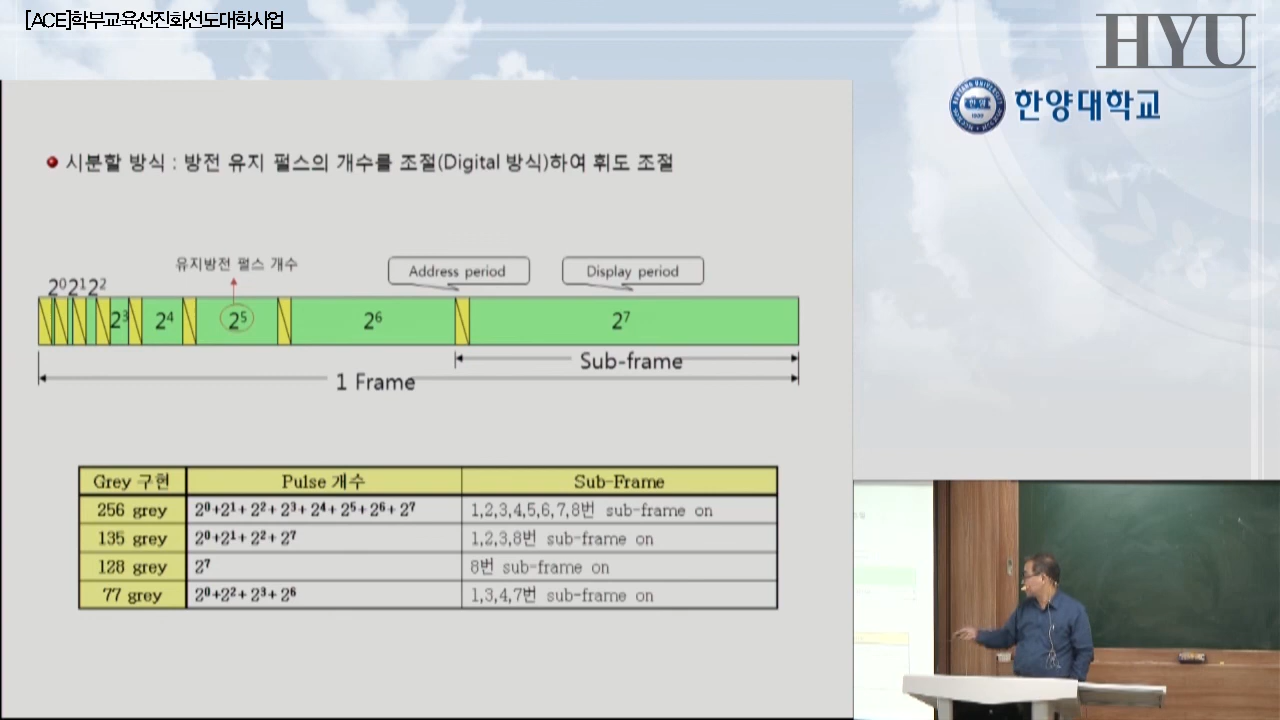 [ACE]학부교육선진화선도대학사업
HYU
한양대학교
시분할 방식 : 방전 유지 펄스의 개수를 조절(Digital 방식)하여 휘도 조절
유지방전 펄스 개수
Address period
Display period
2⁰2¹2²
2³ 2⁴ 2⁵ 2⁶ 2⁷
Sub-frame
1 Frame
Grey 구현 Pulse 개수 Sub-Frame
256 grey 2⁰+2¹+ 2²+ 2³+ 2⁴+ 2⁵+ 2⁶+ 2⁷ 1,2,3,4,5,6,7,8번 sub-frame on
135 grey 2⁰+2¹+ 2²+ 2⁷ 1,2,3,8번 sub-frame on
128 grey 2⁷ 8번 sub-frame on
77 grey 2⁰+2²+ 2³+ 2⁶ 1,3,4,7번 sub-frame on